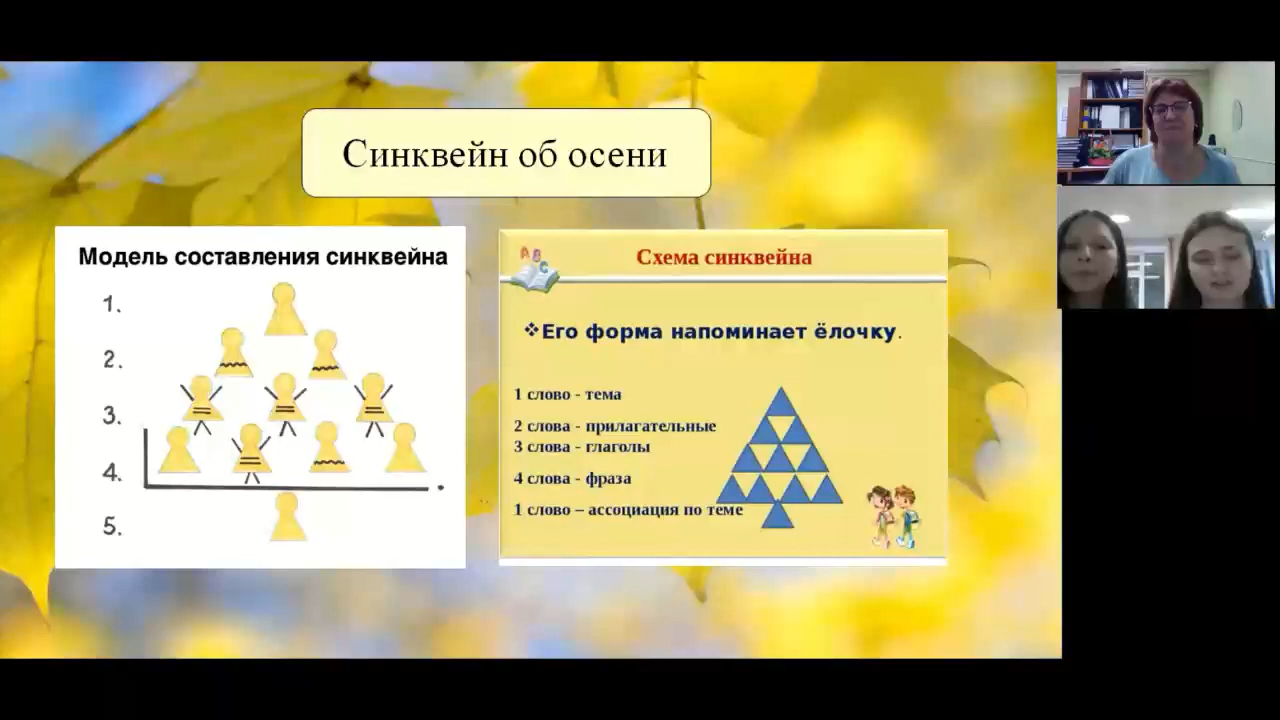 Синквейн об осени
Модель составления синквейна
1.
2.
3.
4.
5.
A B C
Схема синквейна
❖Его форма напоминает ёлочку.
1 слово - тема
2 слова - прилагательные
3 слова - глаголы
4 слова - фраза
1 слово – ассоциация по теме